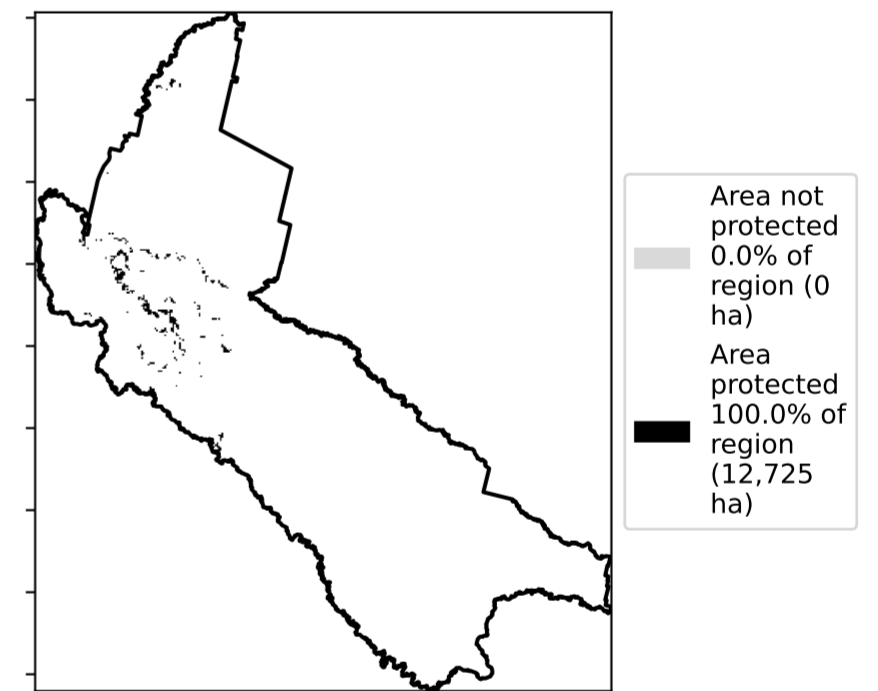 Area not
protected
0.0% of
region (0
ha)
Area
protected
100.0% of
region
(12,725
ha)